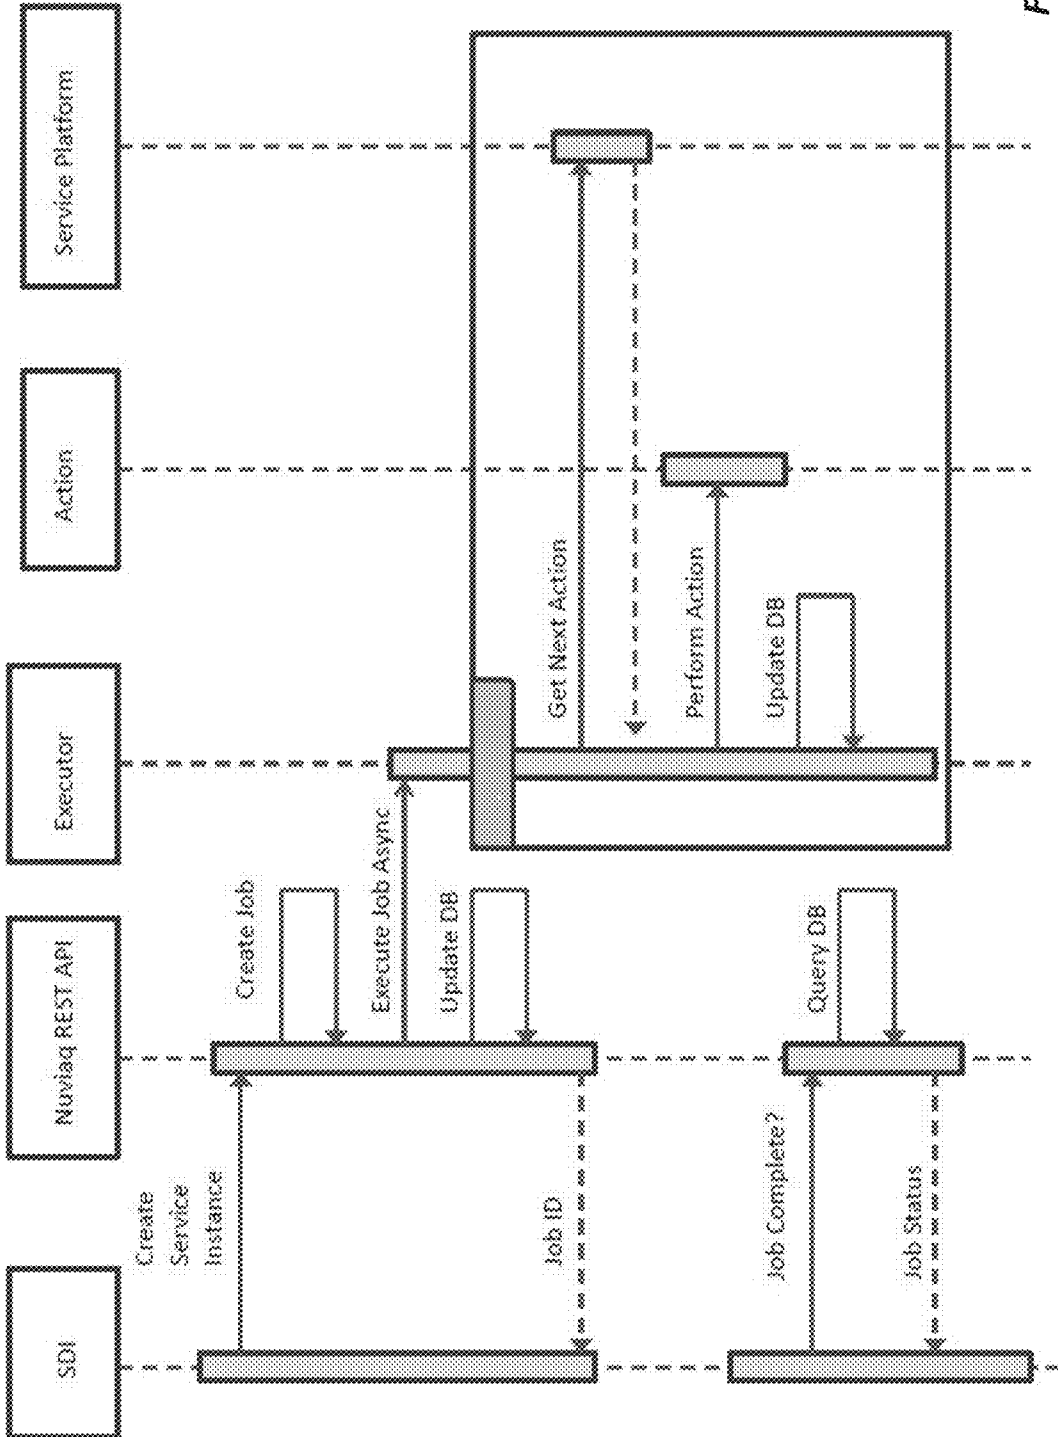 SDI
Nuviaq REST API
Executor
Action
Service Platform
Create
Service
Instance
Create Job
Execute Job Async
Update DB
Get Next Action
Job ID
Perform Action
Update DB
Job Complete?
Query DB
Job Status